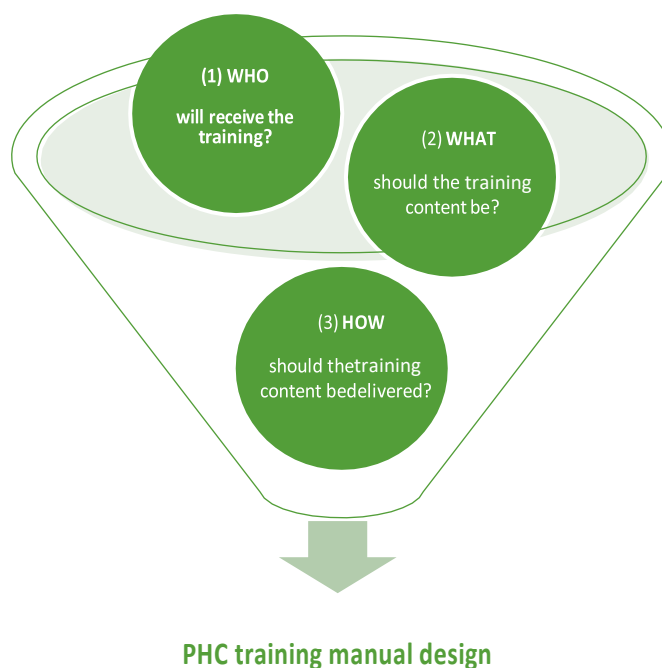 (1) WHO
will receive the
training?
(2) WHAT
should the training
content be?
(3) HOW
should thetraining
content bedelivered?
PHC training manual design